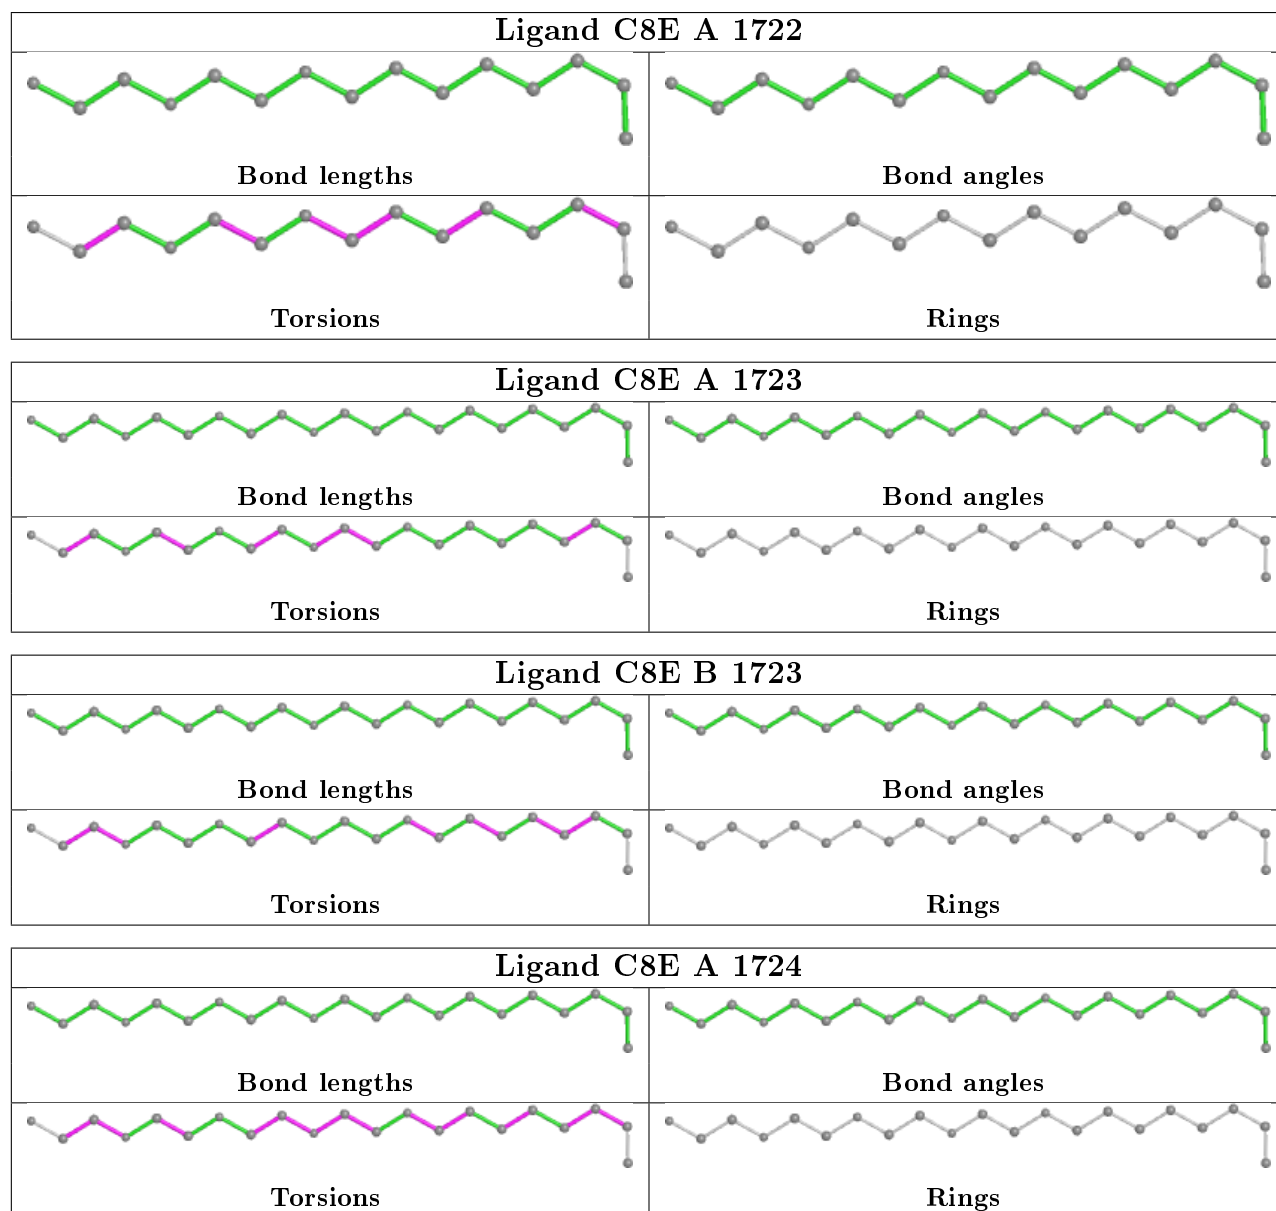 Ligand C8E A 1722
Bond lengths
Bond angles
Torsions
Rings
Ligand C8E A 1723
Bond lengths
Bond angles
Torsions
Rings
Ligand C8E B 1723
Bond lengths
Bond angles
Torsions
Rings
Ligand C8E A 1724
Bond lengths
Bond angles
Torsions
Rings